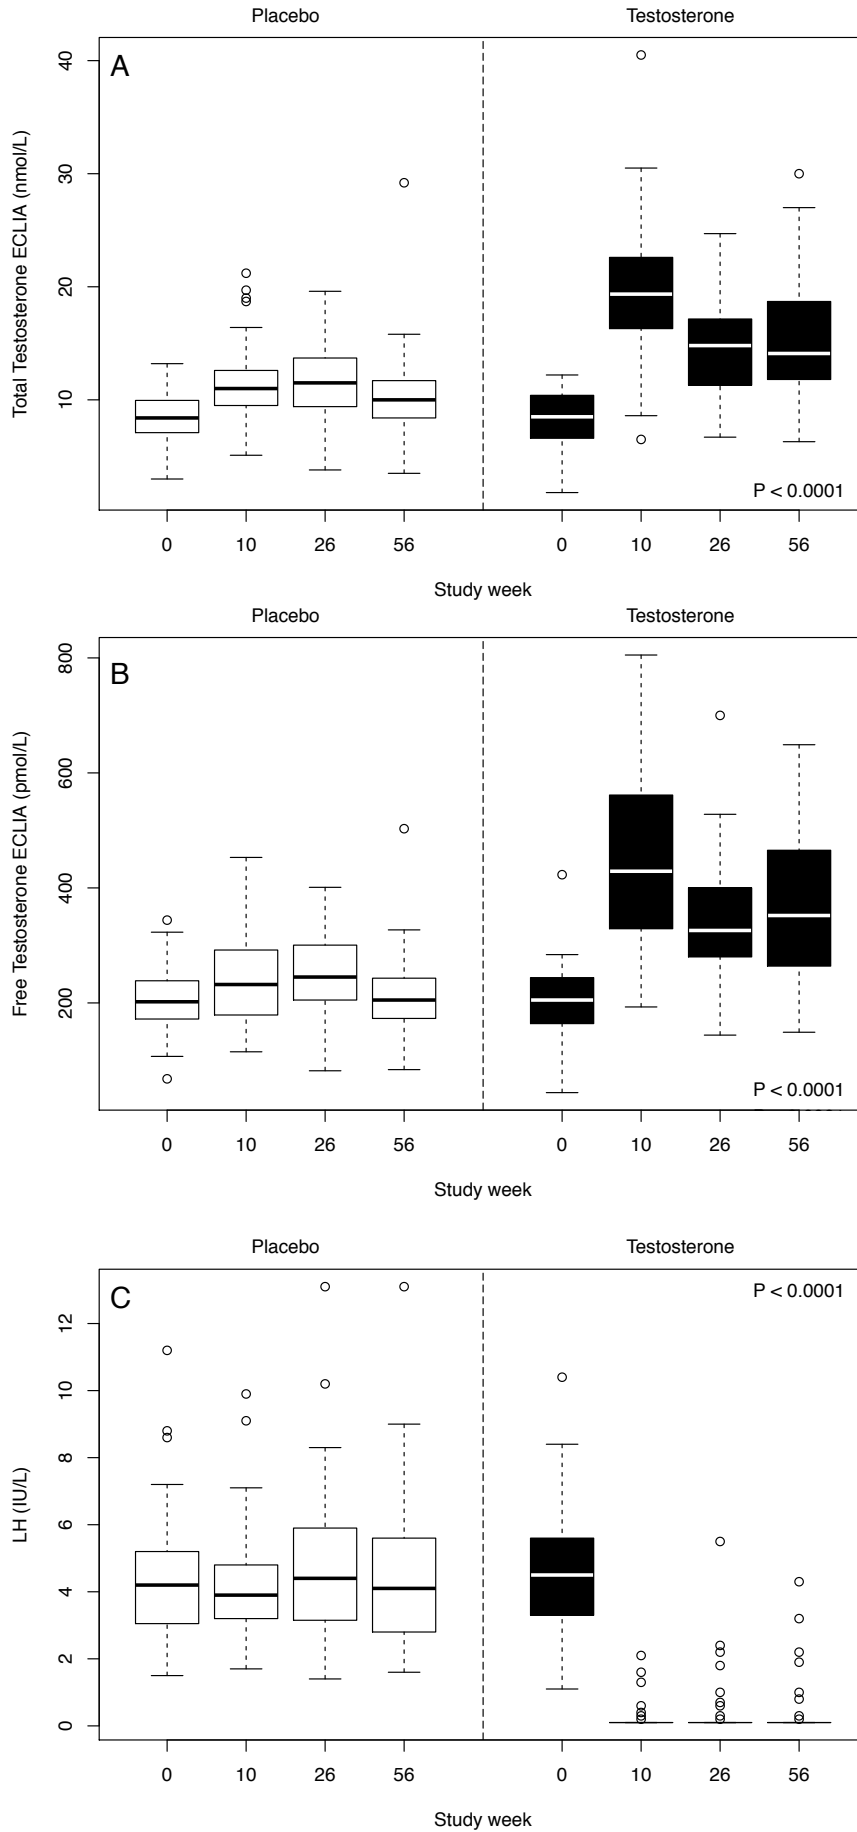 Placebo Testosterone
A
Total Testosterone ECLIA (nmol/L)
40
30
20
10
P < 0.0001
0 10 26 56 0 10 26 56
Study week
Placebo Testosterone
B
Free Testosterone ECLIA (pmol/L)
800
600
400
200
P < 0.0001
0 10 26 56 0 10 26 56
Study week
Placebo Testosterone
C
P < 0.0001
LH (IU/L)
12
10
8
6
4
2
0
0 10 26 56 0 10 26 56
Study week